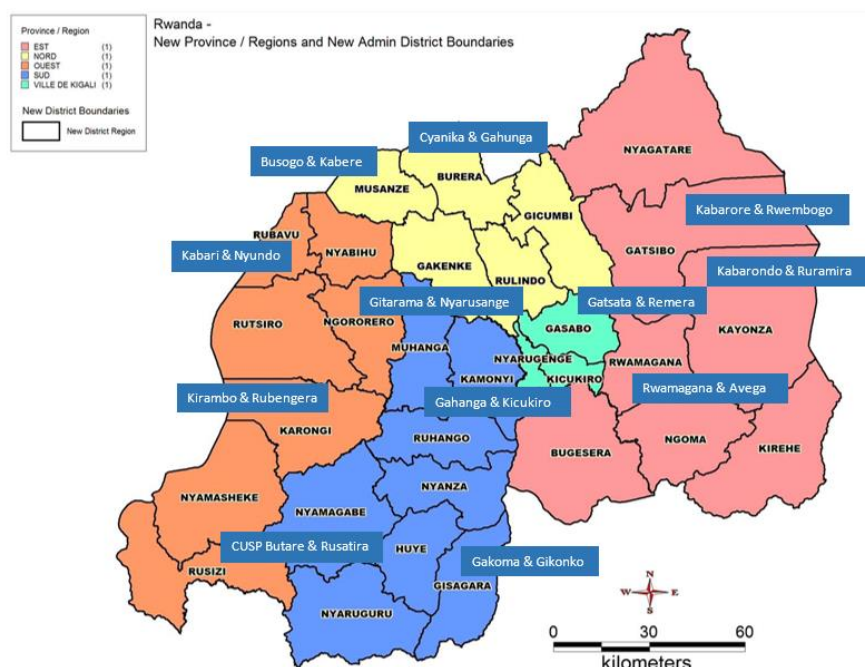 Rwanda -
New Province / Regions and New Admin District Boundaries
Province / Region
EST (1)
NORD (1)
OUEST (1)
SUD (1)
VILLE DE KIGALI (1)
New District Boundaries
New District Region
Cyanika & Gahunga
Busogo & Kabere
NYAGATARE
BURERA
MUSANZE
GICUMBI
Kabarore & Rwembogo
RUBAVU
NYABIHU
Kabari & Nyundo
GATSIBO
GAKENKE
RULINDO
Kabarondo & Ruramira
Gitarama & Nyarusange
Gatsata & Remera
RUTSIRO
NGORORERO
GASABO
KAYONZA
MUHANGA
NYARUGENGE
RWAMAGANA
KAMONYI
KICUKIRO
Kirambo & Rubengera
Gahanga & Kicukiro
Rwamagana & Avega
KARONGI
RUHANGO
BUGESERA
NGOMA
KIREHE
NYANZA
NYAMASHEKE
NYAMAGABE
CUSP Butare & Rusatira
HUYE
Gakoma & Gikonko
RUSIZI
GISAGARA
NYARUGURU
N
W E
S
0 30 60
kilometers